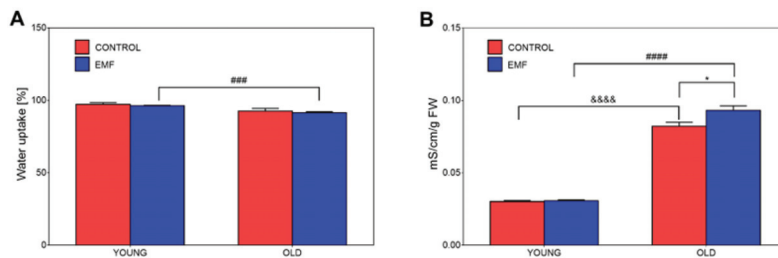 A
Water uptake [%]
150
100
50
0
CONTROL
EMF
###
YOUNG
OLD
B
mS/cm/g FW
0.15
0.10
0.05
0.00
CONTROL
EMF
####
*
&&&&
YOUNG
OLD